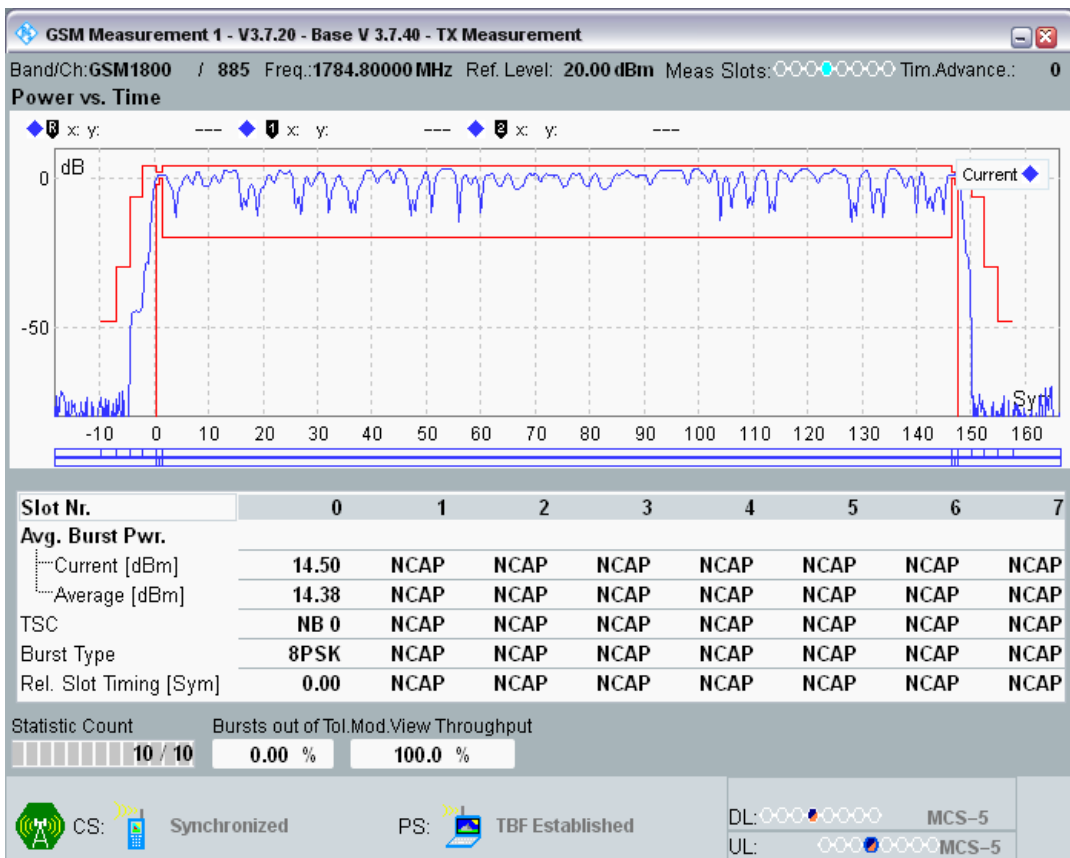 GSM Measurement 1 - V3.7.20 - Base V 3.7.40 - TX Measurement
Band/Ch:GSM1800 / 885 Freq.:1784.80000 MHz Ref. Level: 20.00 dBm Meas Slots: Tim.Advance.: 0
Power vs. Time
R x: y: --- 1 x: y: --- 2 x: y: ---
dB
Current
0
-50
Sym
-10 0 10 20 30 40 50 60 70 80 90 100 110 120 130 140 150 160
Slot Nr. 0 1 2 3 4 5 6 7
Avg. Burst Pwr.
Current [dBm] 14.50 NCAP NCAP NCAP NCAP NCAP NCAP NCAP
Average [dBm] 14.38 NCAP NCAP NCAP NCAP NCAP NCAP NCAP
TSC NB 0 NCAP NCAP NCAP NCAP NCAP NCAP NCAP
Burst Type 8PSK NCAP NCAP NCAP NCAP NCAP NCAP NCAP
Rel. Slot Timing [Sym] 0.00 NCAP NCAP NCAP NCAP NCAP NCAP NCAP
Statistic Count Bursts out of Tol.Mod.View Throughput
10 / 10 0.00 % 100.0 %
CS: Synchronized PS: TBF Established DL: MCS-5
UL: MCS-5